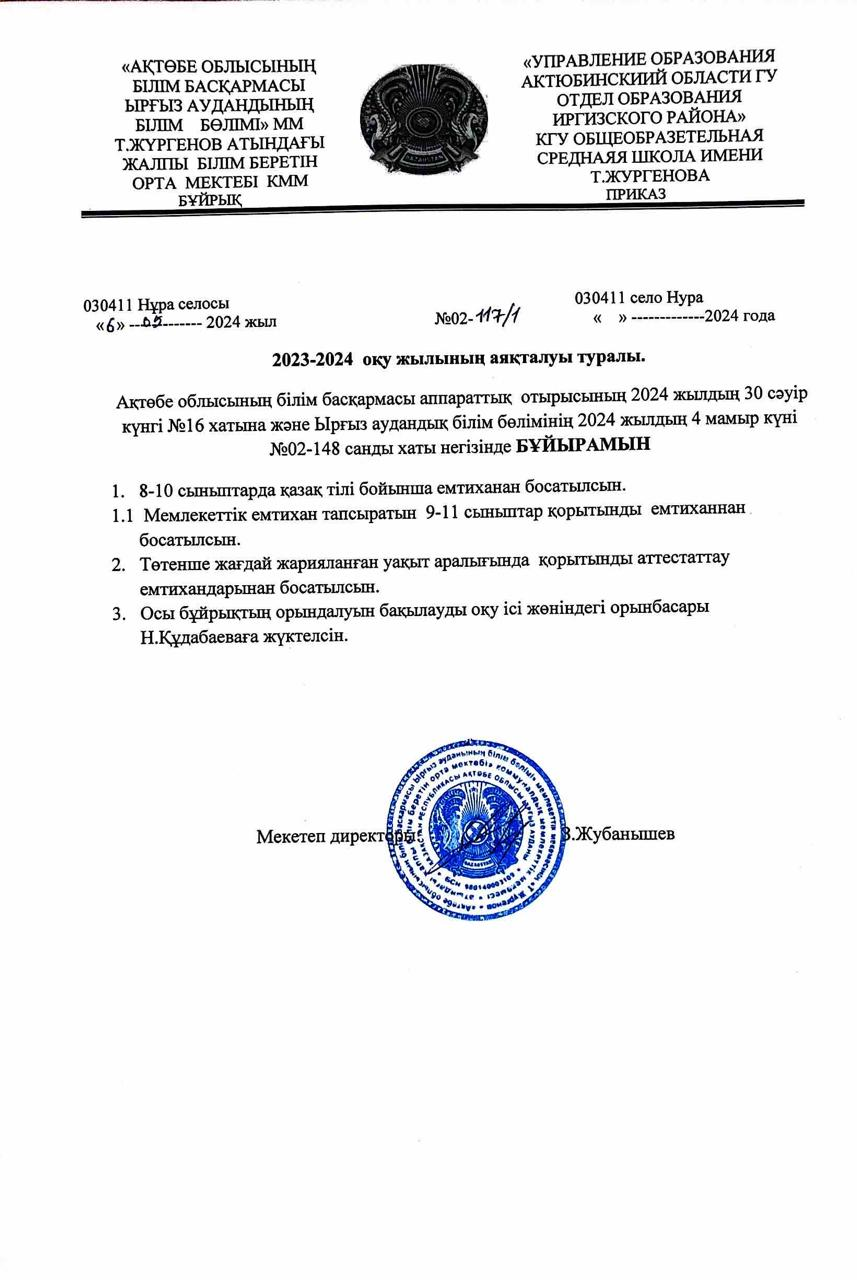 «АҚТӨБЕ ОБЛЫСЫНЫҢ
БІЛІМ БАСҚАРМАСЫ
ЫРҒЫЗ АУДАНДЫНЫҢ
БІЛІМ БӨЛІМІ» ММ
Т.ЖҮРГЕНОВ АТЫНДАҒЫ
ЖАЛПЫ БІЛІМ БЕРЕТІН
ОРТА МЕКТЕБІ КММ
БҰЙРЫҚ
«УПРАВЛЕНИЕ ОБРАЗОВАНИЯ
АКТЮБИНСКИИЙ ОБЛАСТИ ГУ
ОТДЕЛ ОБРАЗОВАНИЯ
ИРГИЗСКОГО РАЙОНА»
КГУ ОБЩЕОБРАЗЕТЕЛЬНАЯ
СРЕДНАЯЯ ШКОЛА ИМЕНИ
Т.ЖУРГЕНОВА
ПРИКАЗ
030411 Нұра селосы
«6» --05------- 2024 жыл
№02-117/1
030411 село Нура
« » -------------2024 года
2023-2024 оқу жылының аяқталуы туралы.
Ақтөбе облысының білім басқармасы аппараттық отырысының 2024 жылдың 30 сәуір
күнгі №16 хатына және Ырғыз аудандық білім бөлімінің 2024 жылдың 4 мамыр күні
№02-148 санды хаты негізінде БҰЙЫРАМЫН
1. 8-10 сыныптарда қазақ тілі бойынша емтиханан босатылсын.
1.1 Мемлекеттік емтихан тапсыратын 9-11 сыныптар қорытынды емтиханнан
босатылсын.
2. Төтенше жағдай жарияланған уақыт аралығында қорытынды аттестаттау
емтихандарынан босатылсын.
3. Осы бұйрықтың орындалуын бақылауды оқу ісі жөніндегі орынбасары
Н.Құдабаеваға жүктелсін.
Мекетеп директоры: З.Жубанышев